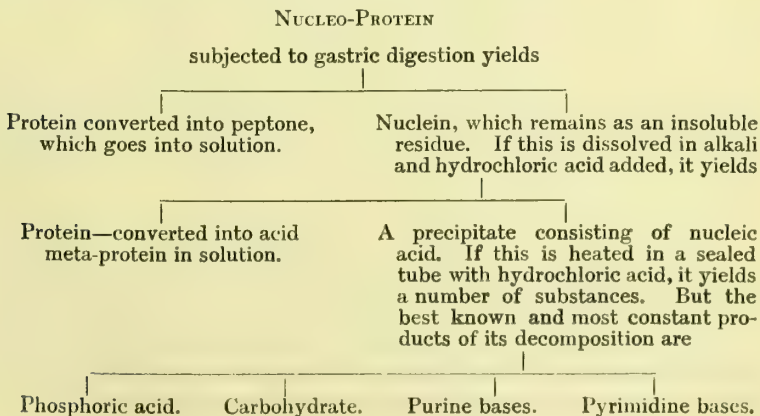 Nucleo-Protein
subjected to gastric digestion yields
Protein converted into peptone,
which goes into solution.
Nuclein, which remains as an insoluble
residue. If this is dissolved in alkali
and hydrochloric acid added, it yields
Protein—converted into acid
meta-protein in solution.
A precipitate consisting of nucleic
acid. If this is heated in a sealed
tube with hydrochloric acid, it yields
a number of substances. But the
best known and most constant pro-
ducts of its decomposition are
Phosphoric acid. Carbohydrate. Purine bases. Pyrimidine bases.